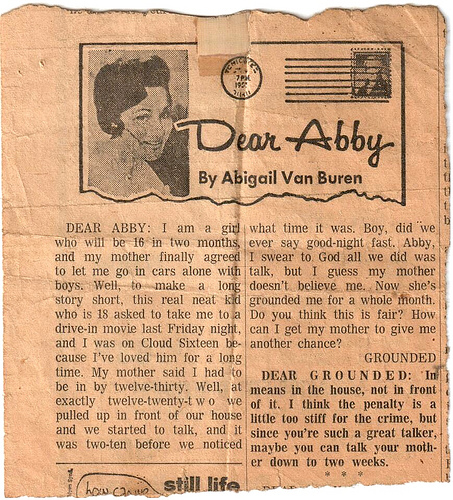 Dear Abby
By Abigail Van Buren
DEAR ABBY: I am a girl
who will be 16 in two months,
and my mother finally agreed
to let me go in cars alone with
boys. Well, to make a long
story short, this real neat kid
who is 18 asked to take me to a
drive-in movie last Friday night,
and I was on Cloud Sixteen be-
cause I've loved him for a long
time. My mother said I had to
be in by twelve-thirty. Well, at
exactly twelve-twenty-t w o we
pulled up in front of our house
and we started to talk, and it
was two-ten before we noticed
what time it was. Boy, did we
ever say good-night fast. Abby,
I swear to God all we did was
talk, but I guess my mother
doesn't believe me. Now she's
grounded me for a whole month.
Do you think this is fair? How
can I get my mother to give me
another chance?
GROUNDED
DEAR GROUNDED: In
means in the house, not in front
of it. I think the penalty is a
little too stiff for the crime, but
since you're such a great talker,
maybe you can talk your moth-
er down to two weeks.
* * *
still life